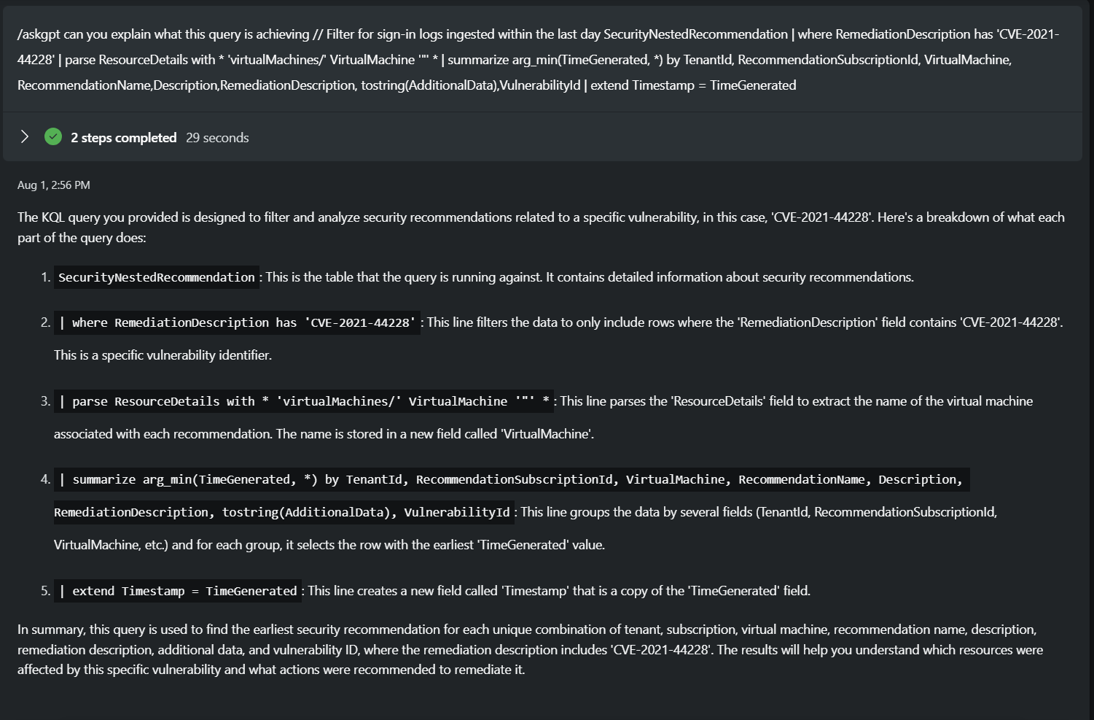 /askgpt can you explain what this query is achieving // Filter for sign-in logs ingested within the last day SecurityNestedRecommendation | where RemediationDescription has 'CVE-2021-
44228' | parse ResourceDetails with * 'virtualMachines/' VirtualMachine '"' * | summarize arg_min(TimeGenerated, *) by TenantId, RecommendationSubscriptionId, VirtualMachine,
RecommendationName,Description,RemediationDescription, tostring(AdditionalData),VulnerabilityId | extend Timestamp = TimeGenerated
2 steps completed 29 seconds
Aug 1, 2:56 PM
The KQL query you provided is designed to filter and analyze security recommendations related to a specific vulnerability, in this case, 'CVE-2021-44228'. Here's a breakdown of what each
part of the query does:
1. SecurityNestedRecommendation: This is the table that the query is running against. It contains detailed information about security recommendations.
2. | where RemediationDescription has 'CVE-2021-44228': This line filters the data to only include rows where the 'RemediationDescription' field contains 'CVE-2021-44228'.
This is a specific vulnerability identifier.
3. | parse ResourceDetails with * 'virtualMachines/' VirtualMachine '"' *: This line parses the 'ResourceDetails' field to extract the name of the virtual machine
associated with each recommendation. The name is stored in a new field called 'VirtualMachine'.
4. | summarize arg_min(TimeGenerated, *) by TenantId, RecommendationSubscriptionId, VirtualMachine, RecommendationName, Description,
RemediationDescription, tostring(AdditionalData), VulnerabilityId: This line groups the data by several fields (TenantId, RecommendationSubscriptionId,
VirtualMachine, etc.) and for each group, it selects the row with the earliest 'TimeGenerated' value.
5. | extend Timestamp = TimeGenerated: This line creates a new field called 'Timestamp' that is a copy of the 'TimeGenerated' field.
In summary, this query is used to find the earliest security recommendation for each unique combination of tenant, subscription, virtual machine, recommendation name, description,
remediation description, additional data, and vulnerability ID, where the remediation description includes 'CVE-2021-44228'. The results will help you understand which resources were
affected by this specific vulnerability and what actions were recommended to remediate it.